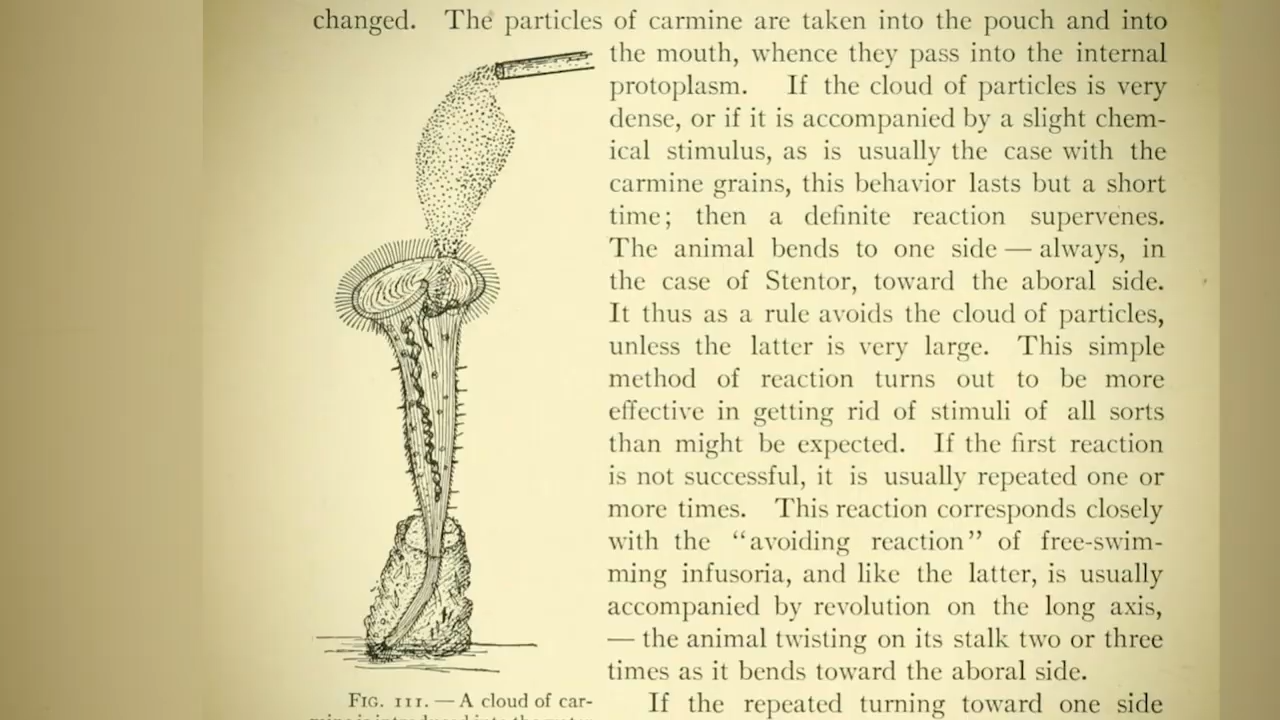 changed. The particles of carmine are taken into the pouch and into
the mouth, whence they pass into the internal
protoplasm. If the cloud of particles is very
dense, or if it is accompanied by a slight chem-
ical stimulus, as is usually the case with the
carmine grains, this behavior lasts but a short
time; then a definite reaction supervenes.
The animal bends to one side — always, in
the case of Stentor, toward the aboral side.
It thus as a rule avoids the cloud of particles,
unless the latter is very large. This simple
method of reaction turns out to be more
effective in getting rid of stimuli of all sorts
than might be expected. If the first reaction
is not successful, it is usually repeated one or
more times. This reaction corresponds closely
with the “avoiding reaction” of free-swim-
ming infusoria, and like the latter, is usually
accompanied by revolution on the long axis,
— the animal twisting on its stalk two or three
times as it bends toward the aboral side.
If the repeated turning toward one side
FIG. 111. — A cloud of car-